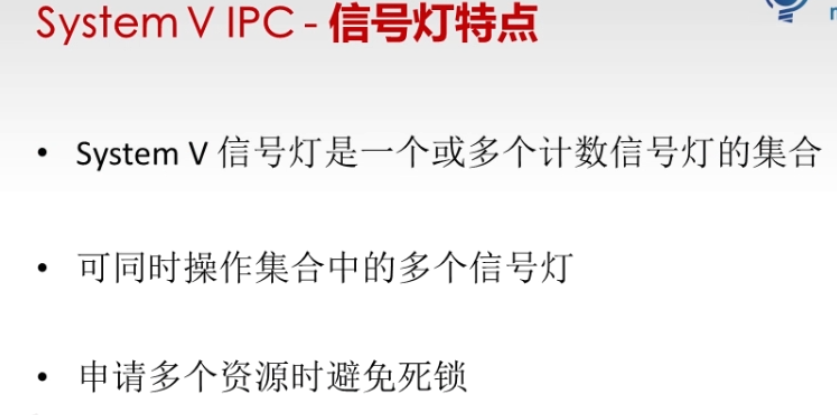 System V IPC - 信号灯特点
• System V 信号灯是一个或多个计数信号灯的集合
• 可同时操作集合中的多个信号灯
• 申请多个资源时避免死锁